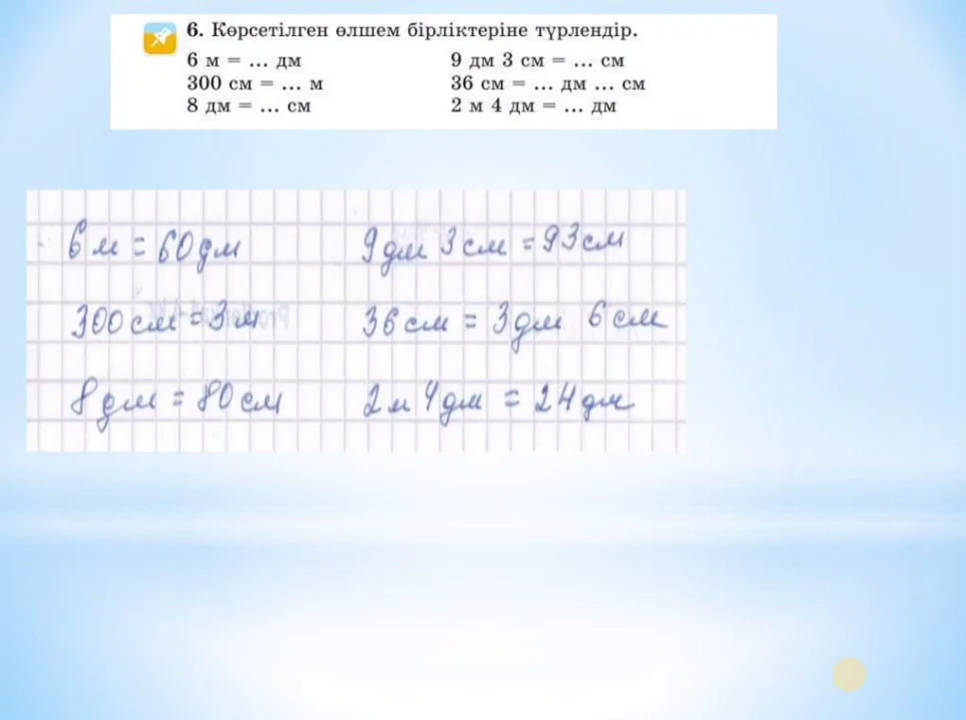 6. Көрсетілген өлшем бірліктеріне түрлендір.
6 м = ... дм 9 дм 3 см = ... см
300 см = ... м 36 см = ... дм ... см
8 дм = ... см 2 м 4 дм = ... дм
6 м = 60 дм 9 дм 3 см = 93 см
300 см = 3 м 36 см = 3 дм 6 см
8 дм = 80 см 2 м 4 дм = 24 дм